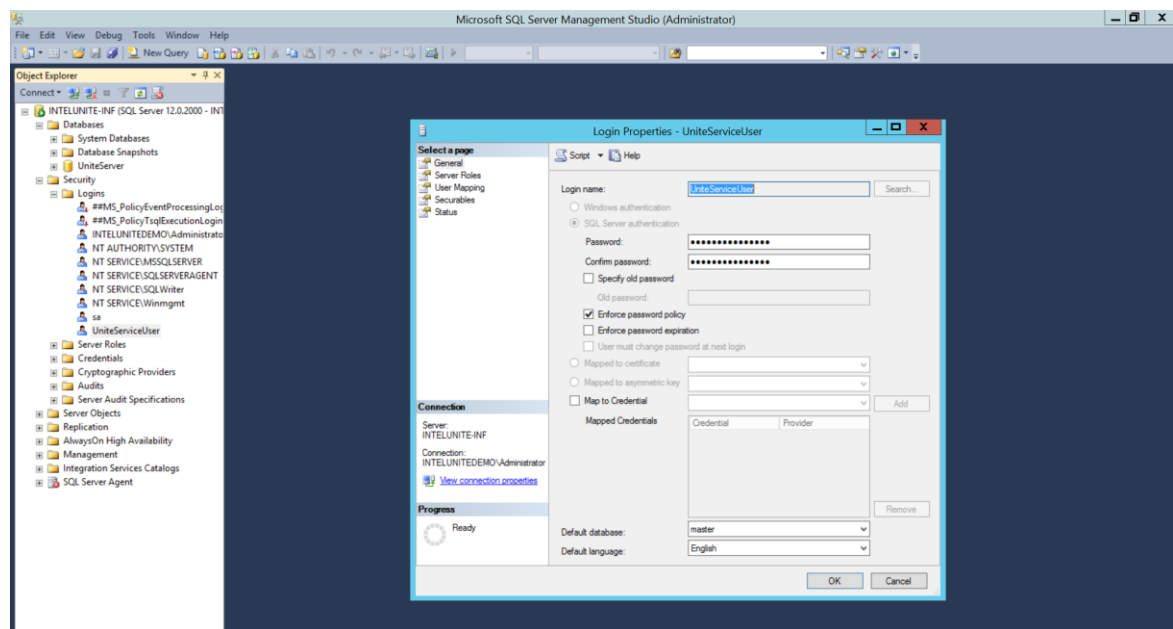 Microsoft SQL Server Management Studio (Administrator)
File Edit View Debug Tools Window Help
New Query
Object Explorer
Connect
INTELUNITE-INF (SQL Server 12.0.2000 - INT
Databases
System Databases
Database Snapshots
UniteServer
Security
Logins
##MS_PolicyEventProcessingLog
##MS_PolicyTsqlExecutionLogin
INTELUNITEDEMO\Administrato
NT AUTHORITY\SYSTEM
NT SERVICE\MSSQLSERVER
NT SERVICE\SQLSERVERAGENT
NT SERVICE\SQLWriter
NT SERVICE\Winmgmt
sa
UniteServiceUser
Server Roles
Credentials
Cryptographic Providers
Audits
Server Audit Specifications
Server Objects
Replication
AlwaysOn High Availability
Management
Integration Services Catalogs
SQL Server Agent
Login Properties - UniteServiceUser
Select a page
General
Server Roles
User Mapping
Securables
Status
Connection
Server:
INTELUNITE-INF
Connection:
INTELUNITEDEMO\Administrator
View connection properties
Progress
Ready
Script Help
Login name: UniteServiceUser Search...
Windows authentication
SQL Server authentication
Password: •••••••••••••••
Confirm password: •••••••••••••••
Specify old password
Old password:
Enforce password policy
Enforce password expiration
User must change password at next login
Mapped to certificate
Mapped to asymmetric key
Map to Credential Add
Mapped Credentials Credential Provider
Remove
Default database: master
Default language: English
OK Cancel